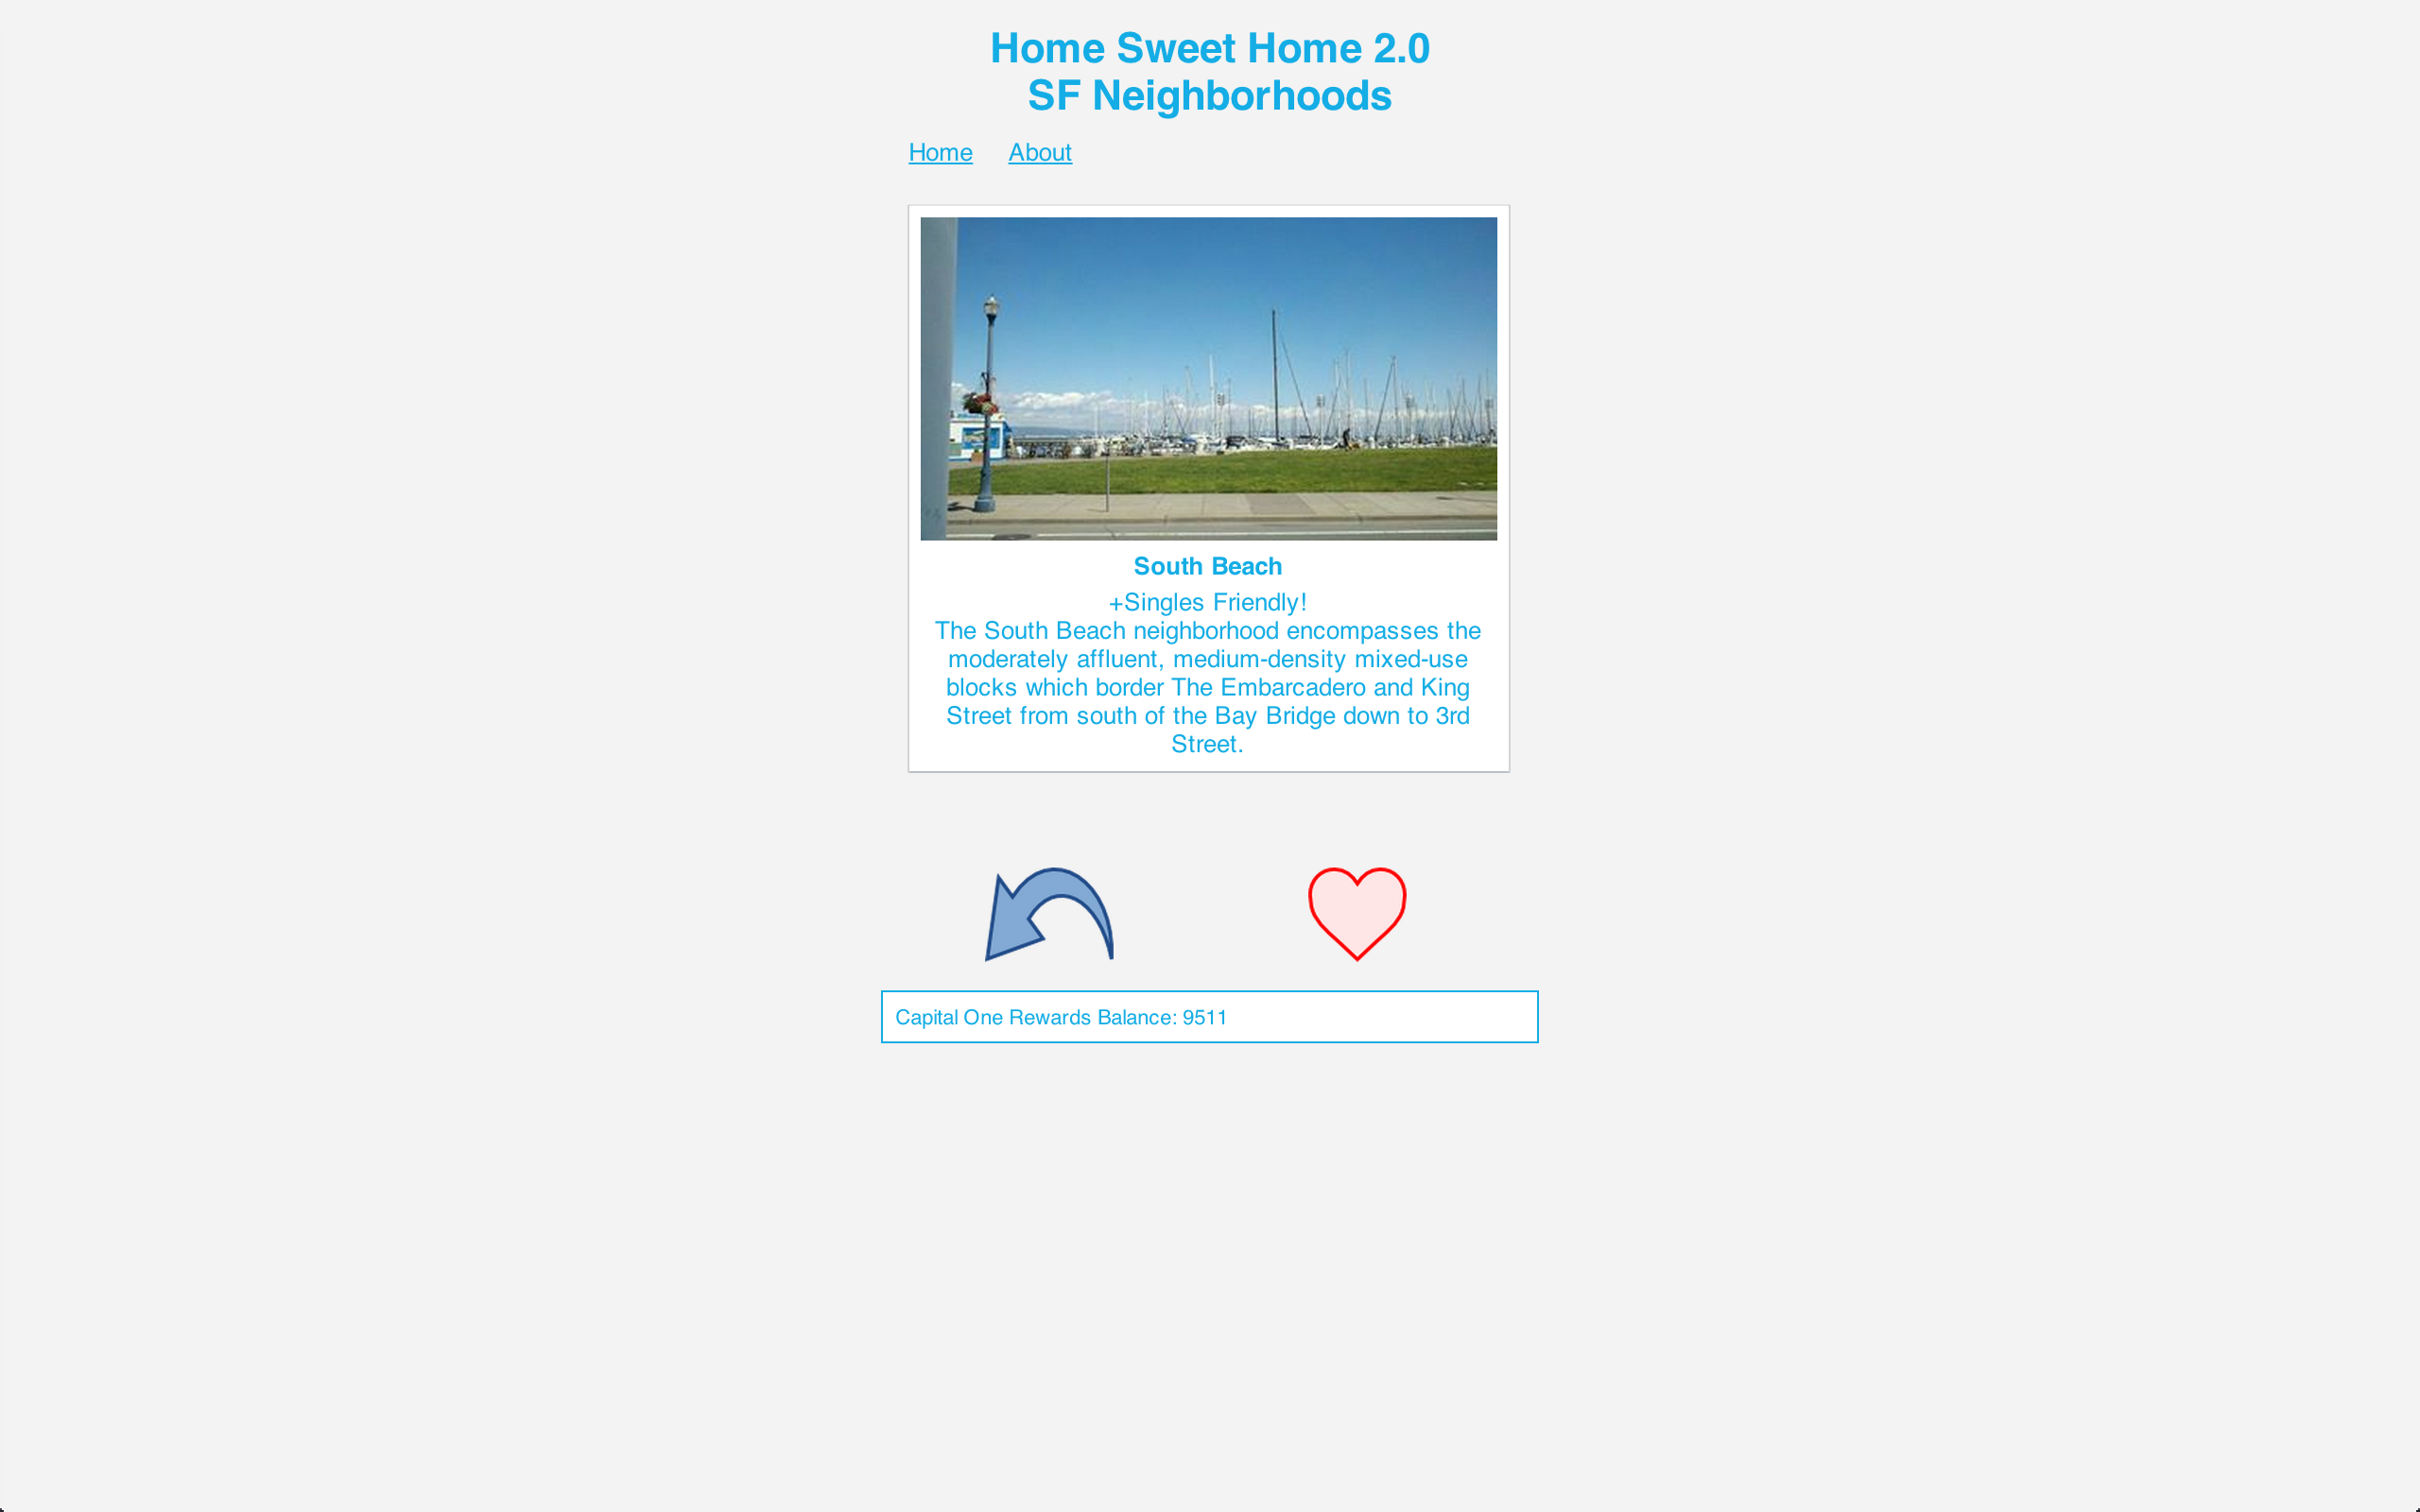 Home Sweet Home 2.0
SF Neighborhoods
Home About
South Beach
+Singles Friendly!
The South Beach neighborhood encompasses the
moderately affluent, medium-density mixed-use
blocks which border The Embarcadero and King
Street from south of the Bay Bridge down to 3rd
Street.
Capital One Rewards Balance: 9511